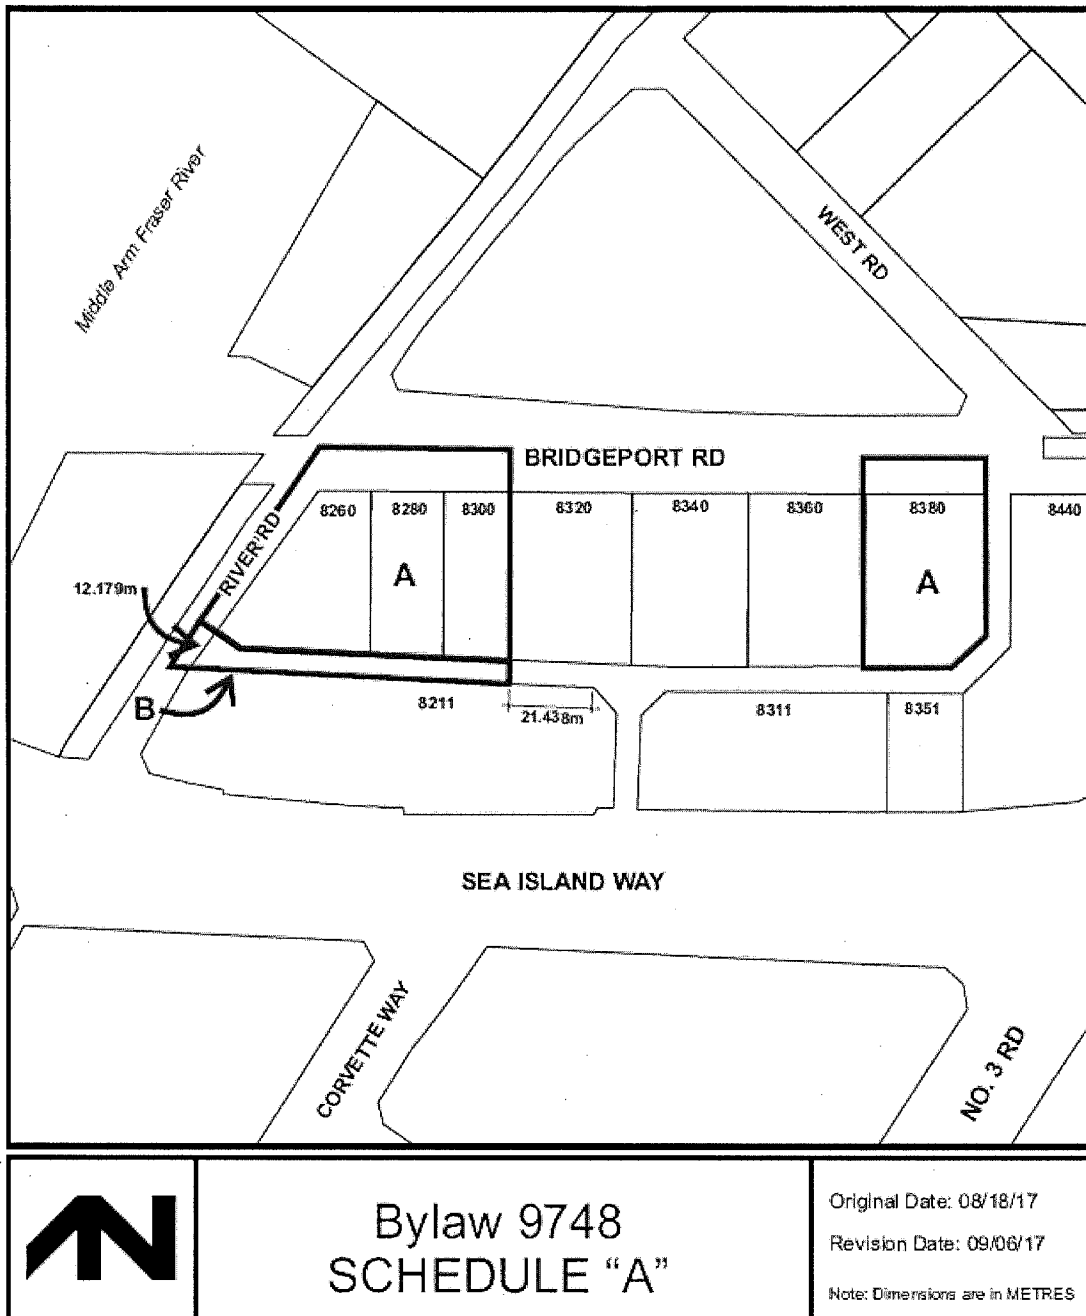 Middle Arm Fraser River
WEST RD
BRIDGEPORT RD
8260
8280
8300
8320
8340
8360
8380
8440
RIVER RD
A
A
12.179m
B
8211
21.438m
8311
8351
SEA ISLAND WAY
CORVETTE WAY
NO. 3 RD
Bylaw 9748
SCHEDULE “A”
Original Date: 08/18/17
Revision Date: 09/06/17
Note: Dimensions are in METRES